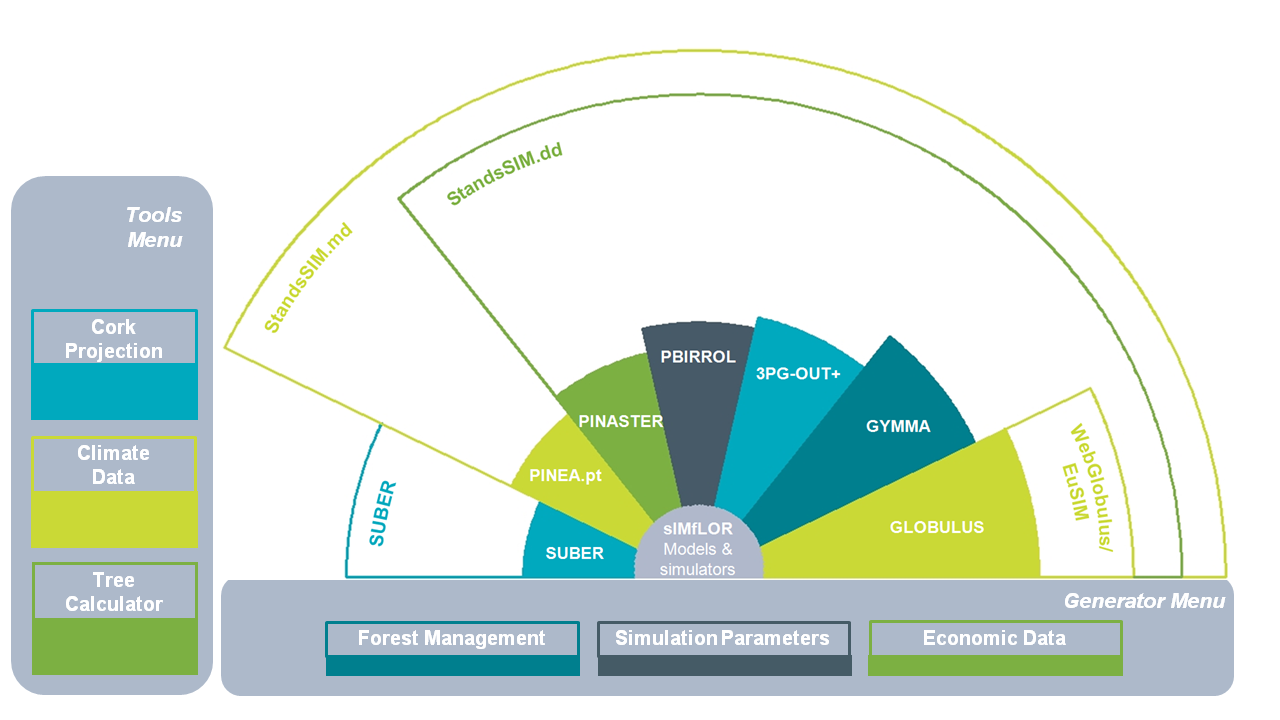 Tools
Menu
Cork
Projection
Climate
Data
Tree
Calculator
StandsSIM.md
StandsSIM.dd
SUBER
SUBER
PINEA.pt
PINASTER
PBIRROL
3PG-OUT+
GYMMA
GLOBULUS
WebGlobulus/
EuSIM
sIMfLOR
Models &
simulators
Generator Menu
Forest Management
Simulation Parameters
Economic Data